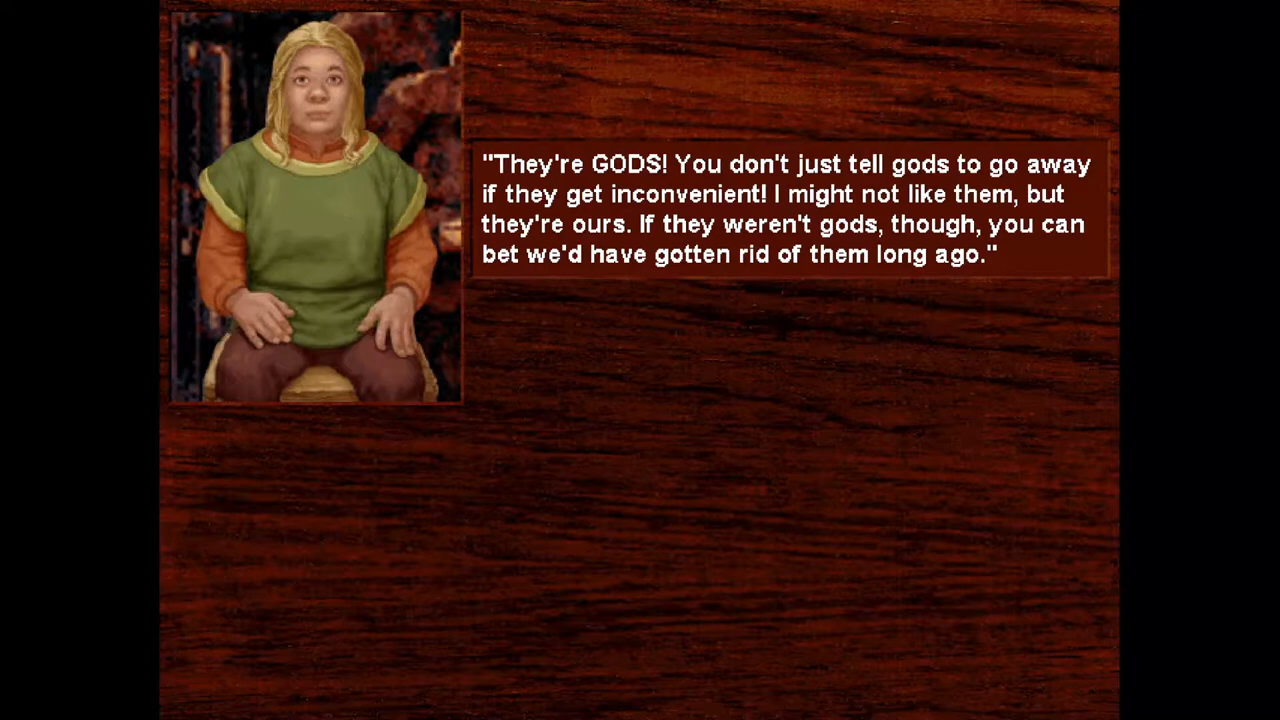 "They're GODS! You don't just tell gods to go away
if they get inconvenient! I might not like them, but
they're ours. If they weren't gods, though, you can
bet we'd have gotten rid of them long ago."